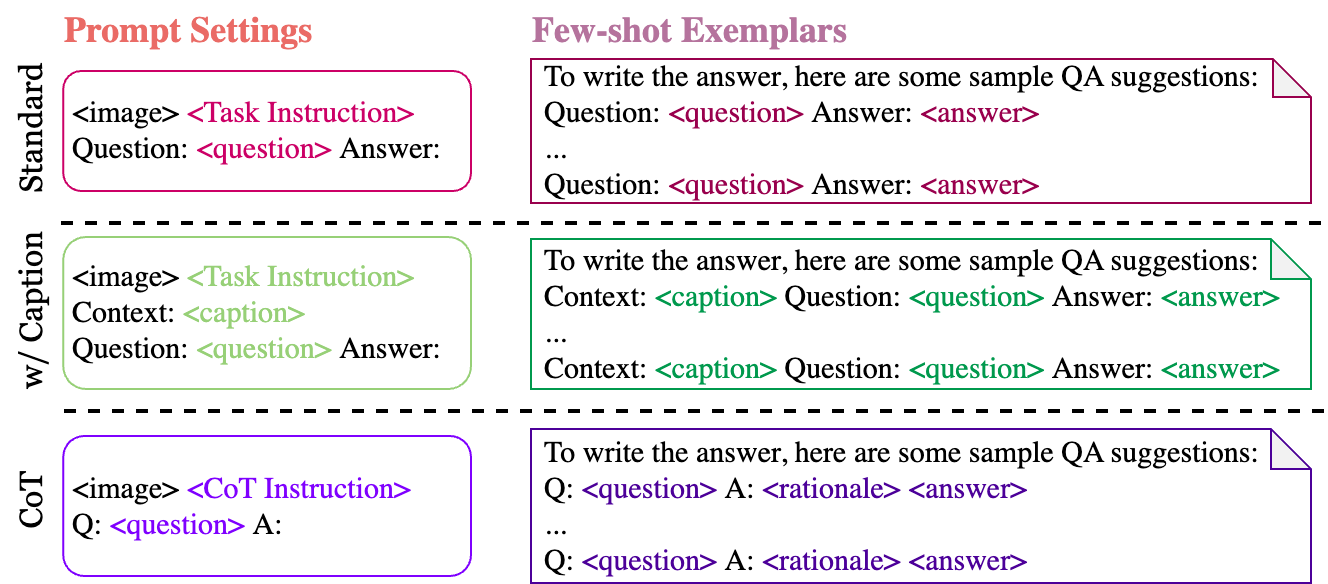 Prompt Settings
Few-shot Exemplars
Standard
<image> <Task Instruction>
Question: <question> Answer:
To write the answer, here are some sample QA suggestions:
Question: <question> Answer: <answer>
...
Question: <question> Answer: <answer>
w/ Caption
<image> <Task Instruction>
Context: <caption>
Question: <question> Answer:
To write the answer, here are some sample QA suggestions:
Context: <caption> Question: <question> Answer: <answer>
...
Context: <caption> Question: <question> Answer: <answer>
CoT
<image> <CoT Instruction>
Q: <question> A:
To write the answer, here are some sample QA suggestions:
Q: <question> A: <rationale> <answer>
...
Q: <question> A: <rationale> <answer>